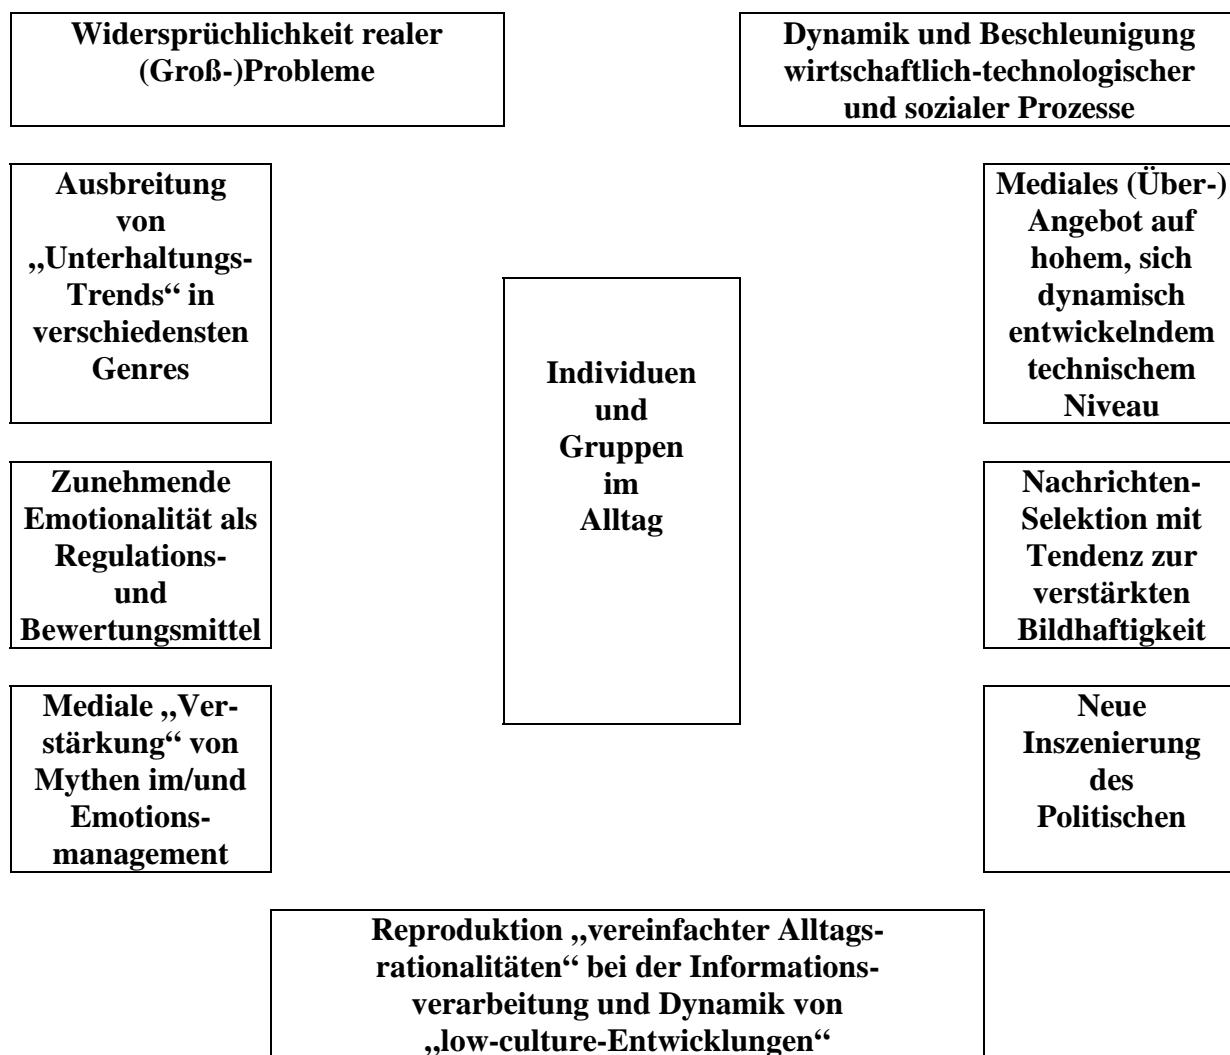 Widersprüchlichkeit realer
(Groß-)Probleme
Dynamik und Beschleunigung
wirtschaftlich-technologischer
und sozialer Prozesse
Ausbreitung
von
„Unterhaltungs-
Trends“ in
verschiedensten
Genres
Mediales (Über-)
Angebot auf
hohem, sich
dynamisch
entwickelndem
technischem
Niveau
Individuen
und
Gruppen
im
Alltag
Zunehmende
Emotionalität als
Regulations-
und
Bewertungsmittel
Nachrichten-
Selektion mit
Tendenz zur
verstärkten
Bildhaftigkeit
Mediale „Ver-
stärkung“ von
Mythen im/und
Emotions-
management
Neue
Inszenierung
des
Politischen
Reproduktion „vereinfachter Alltags-
rationalitäten“ bei der Informations-
verarbeitung und Dynamik von
„low-culture-Entwicklungen“